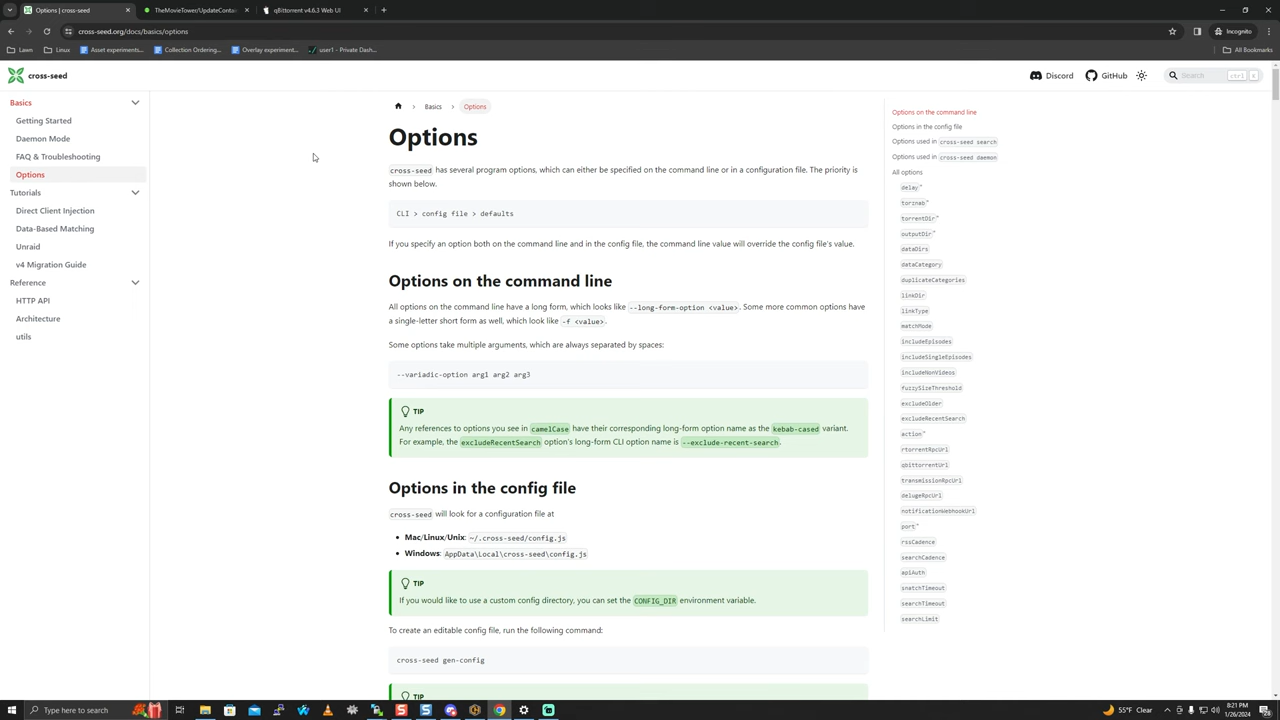 Options | cross-seed
TheMovieTower/UpdateConta
qBittorrent v4.6.3 Web UI
cross-seed.org/docs/basics/options
Incognito
Lawn
Linux
Asset experiments...
Collection Ordering...
Overlay experiment...
user1 - Private Dash...
All Bookmarks
cross-seed
Discord
GitHub
Search
ctrl K
Basics
Getting Started
Daemon Mode
FAQ & Troubleshooting
Options
Tutorials
Direct Client Injection
Data-Based Matching
Unraid
v4 Migration Guide
Reference
HTTP API
Architecture
utils
Basics
Options
Options
cross-seed has several program options, which can either be specified on the command line or in a configuration file. The priority is
shown below.
CLI > config file > defaults
If you specify an option both on the command line and in the config file, the command line value will override the config file's value.
Options on the command line
All options on the command line have a long form, which looks like --long-form-option <value>. Some more common options have
a single-letter short form as well, which look like -f <value>.
Some options take multiple arguments, which are always separated by spaces:
--variadic-option arg1 arg2 arg3
TIP
Any references to options you see in camelCase have their corresponding long-form option name as the kebab-cased variant.
For example, the excludeRecentSearch option's long-form CLI option name is --exclude-recent-search.
Options in the config file
cross-seed will look for a configuration file at
Mac/Linux/Unix: ~/.cross-seed/config.js
Windows: AppData\Local\cross-seed\config.js
TIP
If you would like to use a custom config directory, you can set the CONFIG_DIR environment variable.
To create an editable config file, run the following command:
cross-seed gen-config
TIP
Options on the command line
Options in the config file
Options used in cross-seed search
Options used in cross-seed daemon
All options
delay*
torznab*
torrentDir*
outputDir*
dataDirs
dataCategory
duplicateCategories
linkDir
linkType
matchMode
includeEpisodes
includeSingleEpisodes
includeNonVideos
fuzzySizeThreshold
excludeOlder
excludeRecentSearch
action*
rtorrentRpcUrl
qbittorrentUrl
transmissionRpcUrl
delugeRpcUrl
notificationWebhookUrl
port*
rssCadence
searchCadence
apiAuth
snatchTimeout
searchTimeout
searchLimit
Type here to search
55°F Clear
8:21 PM
1/26/2024